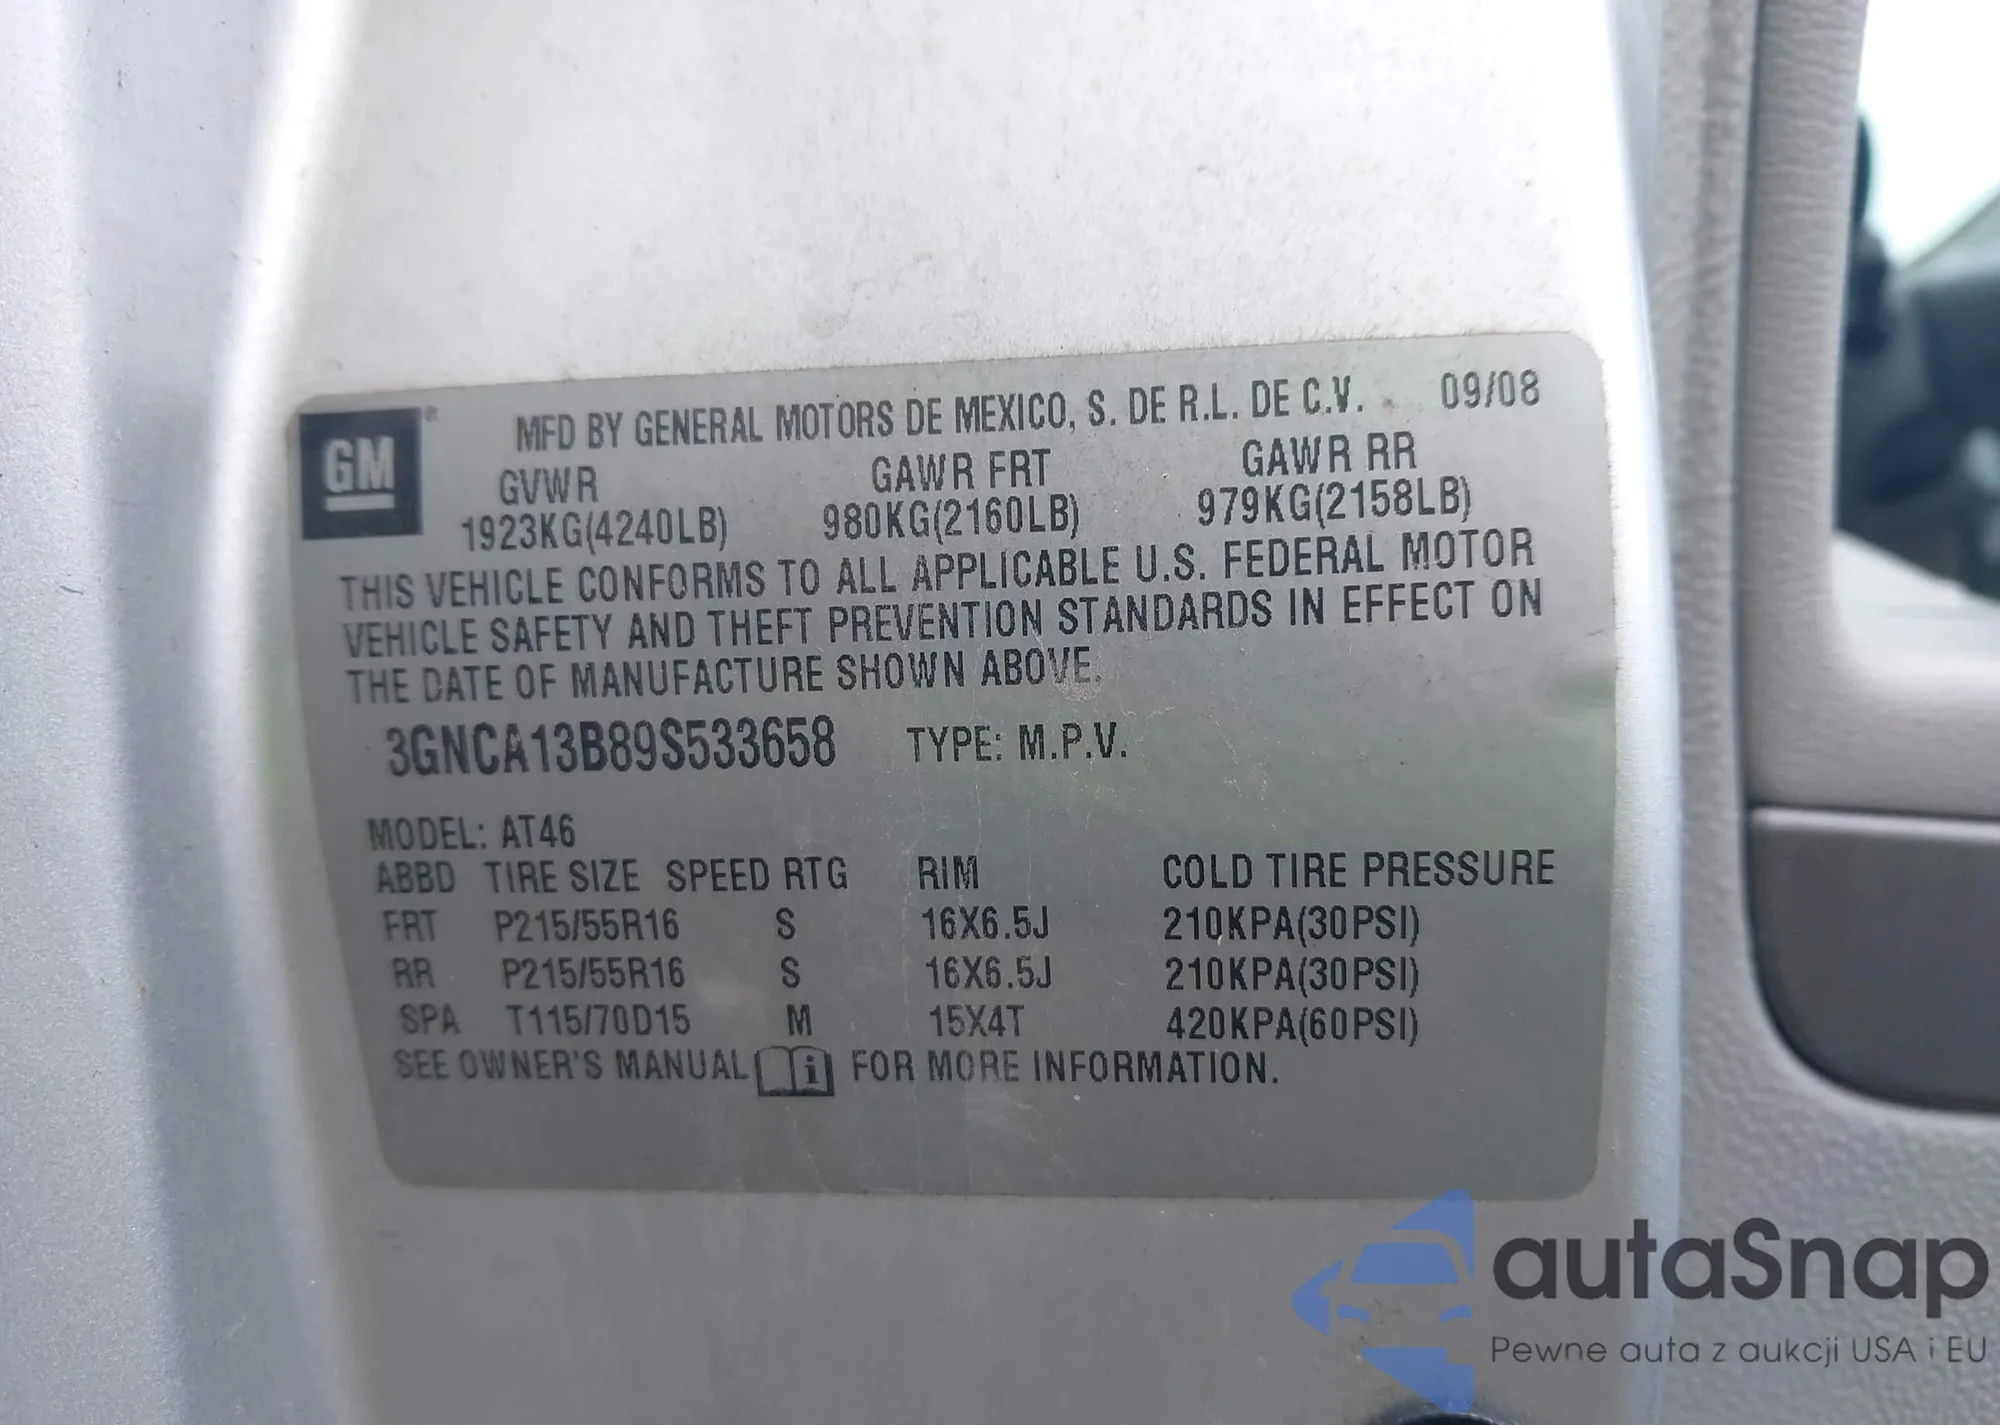 GM ®
MFD BY GENERAL MOTORS DE MEXICO, S. DE R.L. DE C.V. 09/08
GVWR GAWR FRT GAWR RR
1923KG(4240LB) 980KG(2160LB) 979KG(2158LB)
THIS VEHICLE CONFORMS TO ALL APPLICABLE U.S. FEDERAL MOTOR
VEHICLE SAFETY AND THEFT PREVENTION STANDARDS IN EFFECT ON
THE DATE OF MANUFACTURE SHOWN ABOVE.
3GNCA13B89S533658 TYPE: M.P.V.
MODEL: AT46
ABBD TIRE SIZE SPEED RTG RIM COLD TIRE PRESSURE
FRT P215/55R16 S 16X6.5J 210KPA(30PSI)
RR P215/55R16 S 16X6.5J 210KPA(30PSI)
SPA T115/70D15 M 15X4T 420KPA(60PSI)
SEE OWNER'S MANUAL i FOR MORE INFORMATION.
autaSnap
Pewne auta z aukcji USA i EU